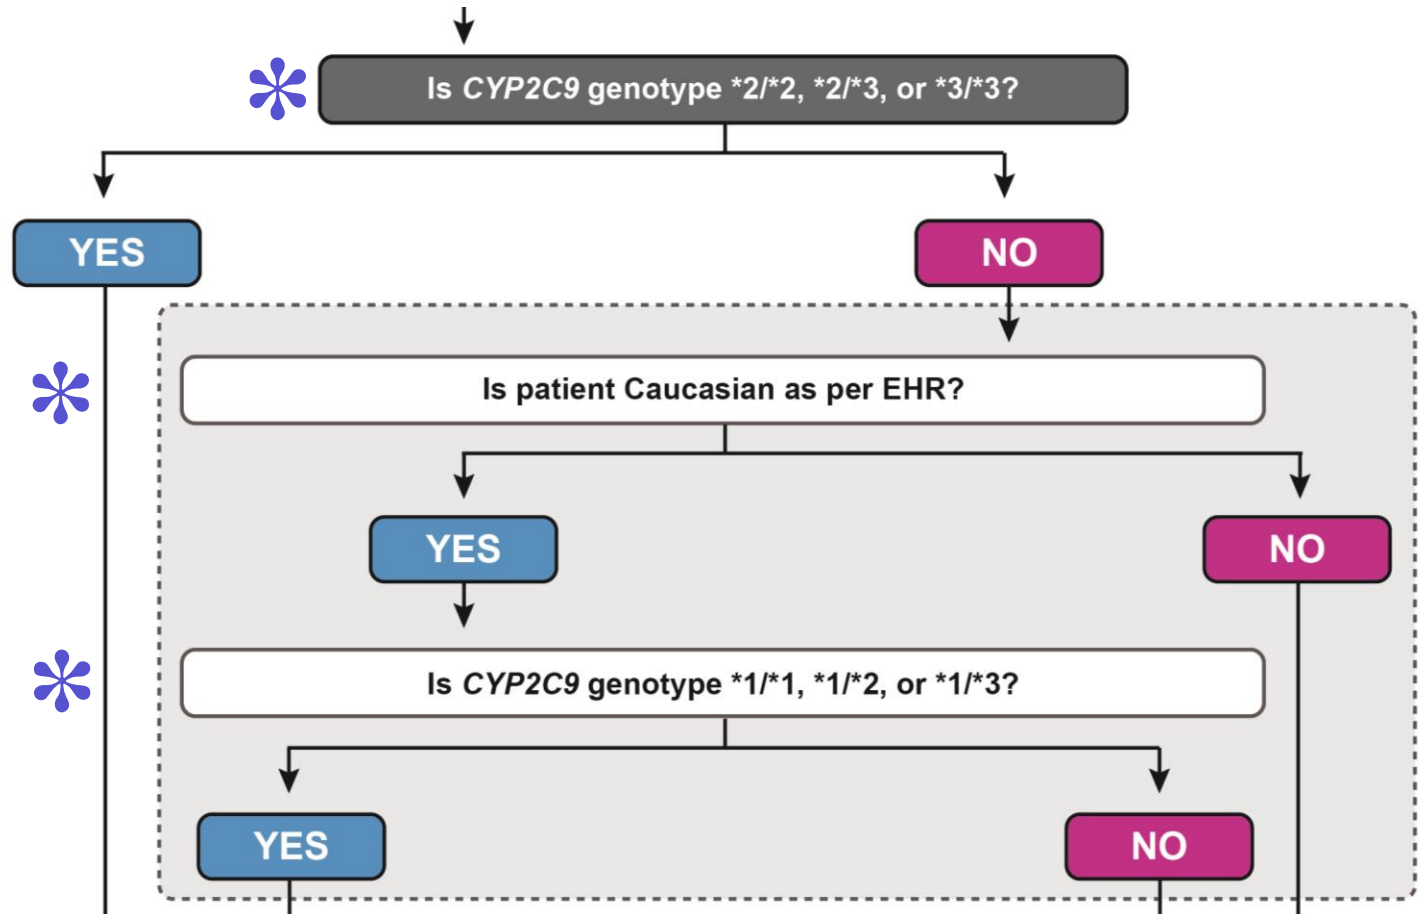 Is CYP2C9 genotype *2/*2, *2/*3, or *3/*3?
YES
NO
Is patient Caucasian as per EHR?
YES
NO
Is CYP2C9 genotype *1/*1, *1/*2, or *1/*3?
YES
NO